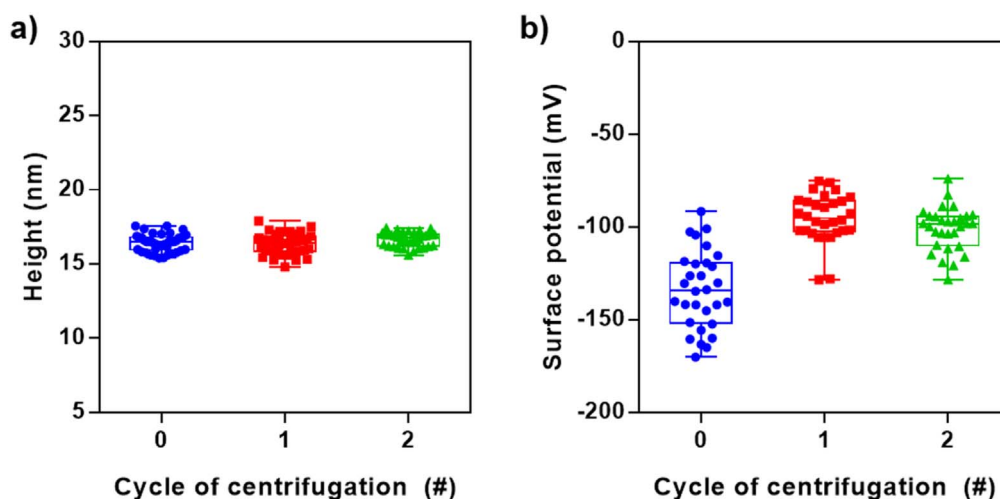 a)
30
25
20
15
10
5
Height (nm)
0 1 2
Cycle of centrifugation (#)
b)
0
-50
-100
-150
-200
Surface potential (mV)
0 1 2
Cycle of centrifugation (#)